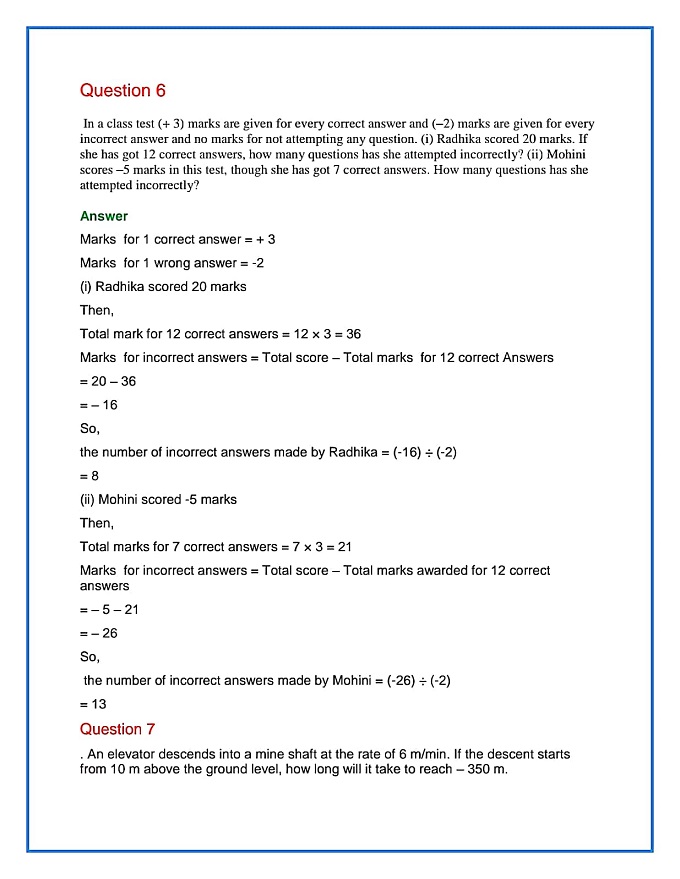 Question 6
In a class test (+ 3) marks are given for every correct answer and (–2) marks are given for every
incorrect answer and no marks for not attempting any question. (i) Radhika scored 20 marks. If
she has got 12 correct answers, how many questions has she attempted incorrectly? (ii) Mohini
scores –5 marks in this test, though she has got 7 correct answers. How many questions has she
attempted incorrectly?
Answer
Marks for 1 correct answer = + 3
Marks for 1 wrong answer = -2
(i) Radhika scored 20 marks
Then,
Total mark for 12 correct answers = 12 × 3 = 36
Marks for incorrect answers = Total score – Total marks for 12 correct Answers
= 20 – 36
= – 16
So,
the number of incorrect answers made by Radhika = (-16) ÷ (-2)
= 8
(ii) Mohini scored -5 marks
Then,
Total marks for 7 correct answers = 7 × 3 = 21
Marks for incorrect answers = Total score – Total marks awarded for 12 correct
answers
= – 5 – 21
= – 26
So,
the number of incorrect answers made by Mohini = (-26) ÷ (-2)
= 13
Question 7
. An elevator descends into a mine shaft at the rate of 6 m/min. If the descent starts
from 10 m above the ground level, how long will it take to reach – 350 m.